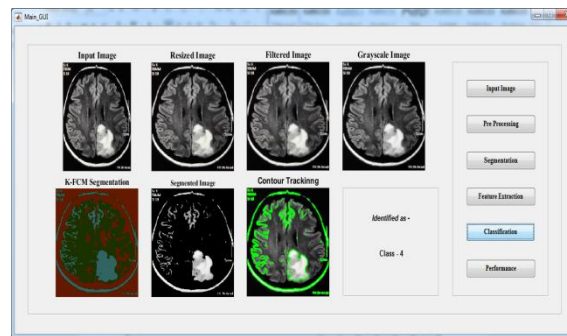 Main_GUI
Input Image
Resized Image
Filtered Image
Grayscale Image
K-FCM Segmentation
Segmented Image
Contour Trackinng
Identified as -
Class - 4
Input Image
Pre Processing
Segmentation
Feature Extraction
Classification
Performance